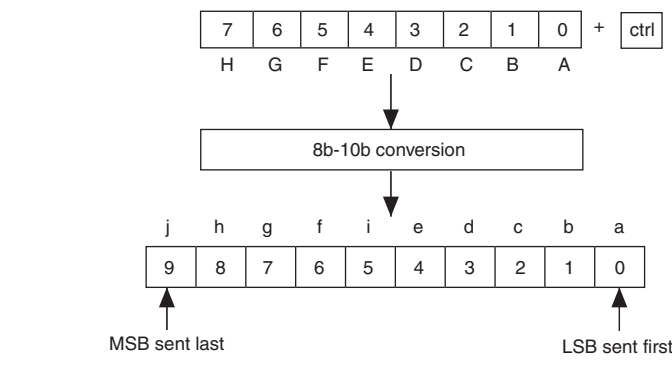 7 6 5 4 3 2 1 0 + ctrl
H G F E D C B A
8b-10b conversion
j h g f i e d c b a
9 8 7 6 5 4 3 2 1 0
MSB sent last LSB sent first